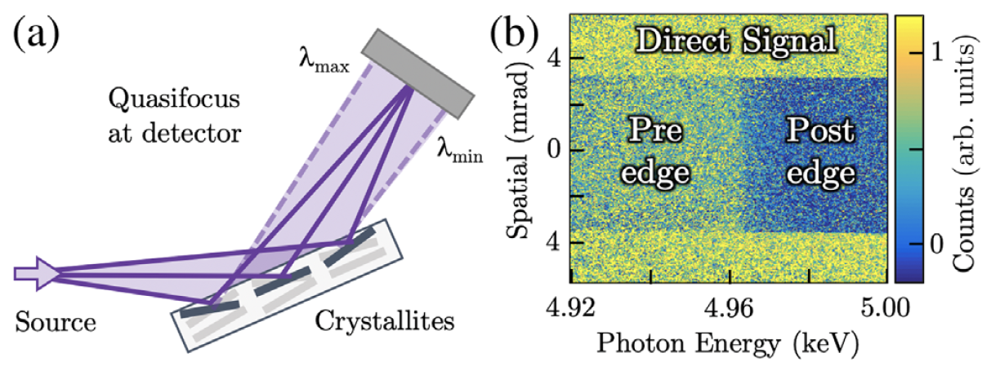 (a)
λmax
Quasifocus
at detector
λmin
Source
Crystallites
(b)
Direct Signal
Pre
edge
Post
edge
Spatial (mrad)
4
0
4
4.92
4.96
5.00
Photon Energy (keV)
1
0
Counts (arb. units)